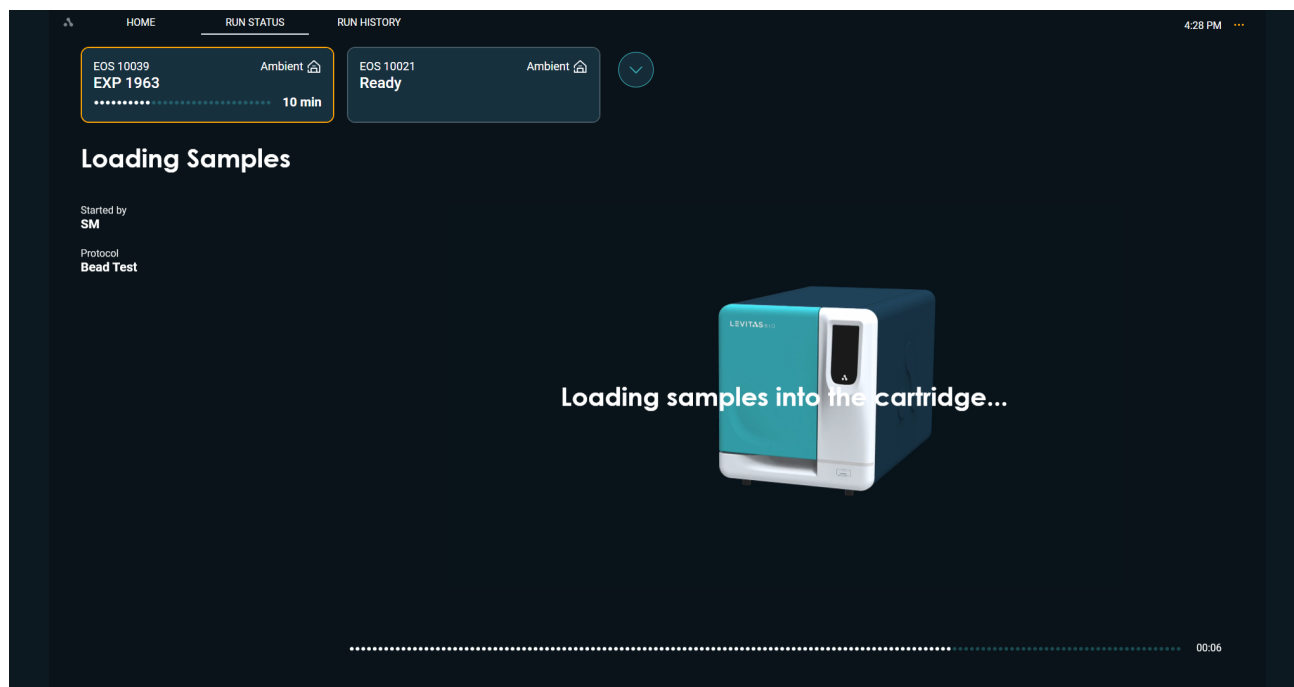 HOME RUN STATUS RUN HISTORY 4:28 PM
EOS 10039 Ambient
EXP 1963
10 min
EOS 10021 Ambient
Ready
Loading Samples
Started by
SM
Protocol
Bead Test
LEVITAS BIO
Loading samples into the cartridge...
00:06